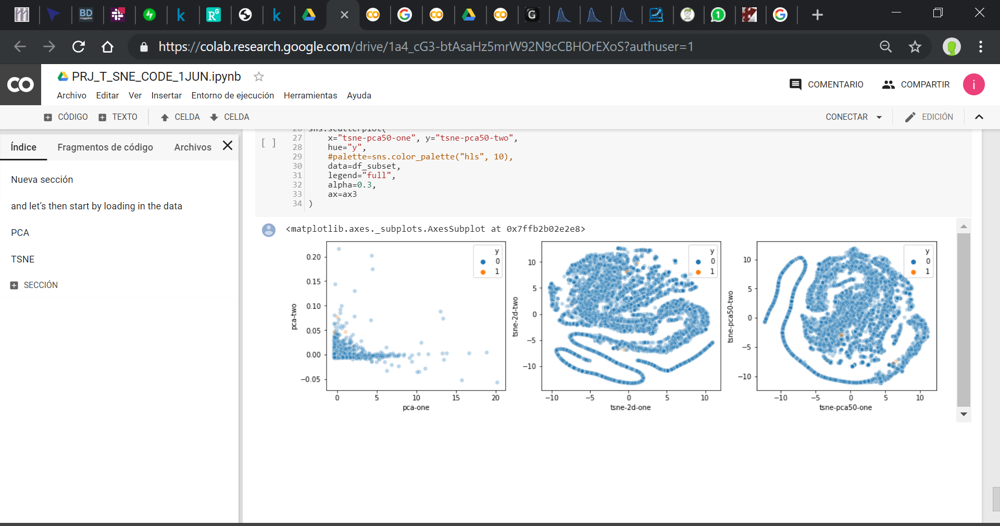 BD
magazine
k
RG
k
G
1
https://colab.research.google.com/drive/1a4_cG3-btAsaHz5mrW92N9cCBHOrEXoS?authuser=1
CO
PRJ_T_SNE_CODE_1JUN.ipynb
COMENTARIO
COMPARTIR
i
Archivo Editar Ver Insertar Entorno de ejecución Herramientas Ayuda
CÓDIGO TEXTO CELDA CELDA
CONECTAR EDICIÓN
Índice Fragmentos de código Archivos
Nueva sección
and let’s then start by loading in the data
PCA
TSNE
SECCIÓN
[ ]
26 sns.scatterplot(
27 x="tsne-pca50-one", y="tsne-pca50-two",
28 hue="y",
29 #palette=sns.color_palette("hls", 10),
30 data=df_subset,
31 legend="full",
32 alpha=0.3,
33 ax=ax3
34 )
<matplotlib.axes._subplots.AxesSubplot at 0x7ffb2b02e2e8>
pca-two
0.20
0.15
0.10
0.05
0.00
−0.05
y
0
1
0 5 10 15 20
pca-one
tsne-2d-two
10
5
0
−5
−10
y
0
1
−10 −5 0 5 10
tsne-2d-one
tsne-pca50-two
10
5
0
−5
−10
y
0
1
−10 −5 0 5 10
tsne-pca50-one